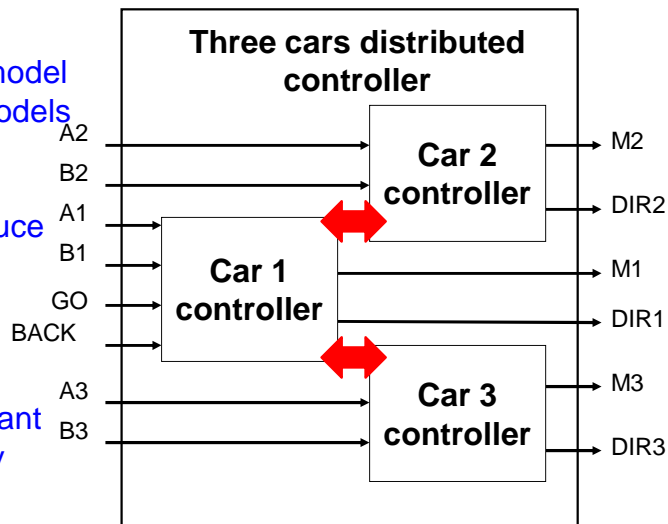 Three cars distributed
controller
nodel
odels
A2
B2
A1
uce
B1
GO
BACK
A3
ant
B3
Car 2
controller
Car 1
controller
Car 3
controller
M2
DIR2
M1
DIR1
M3
DIR3